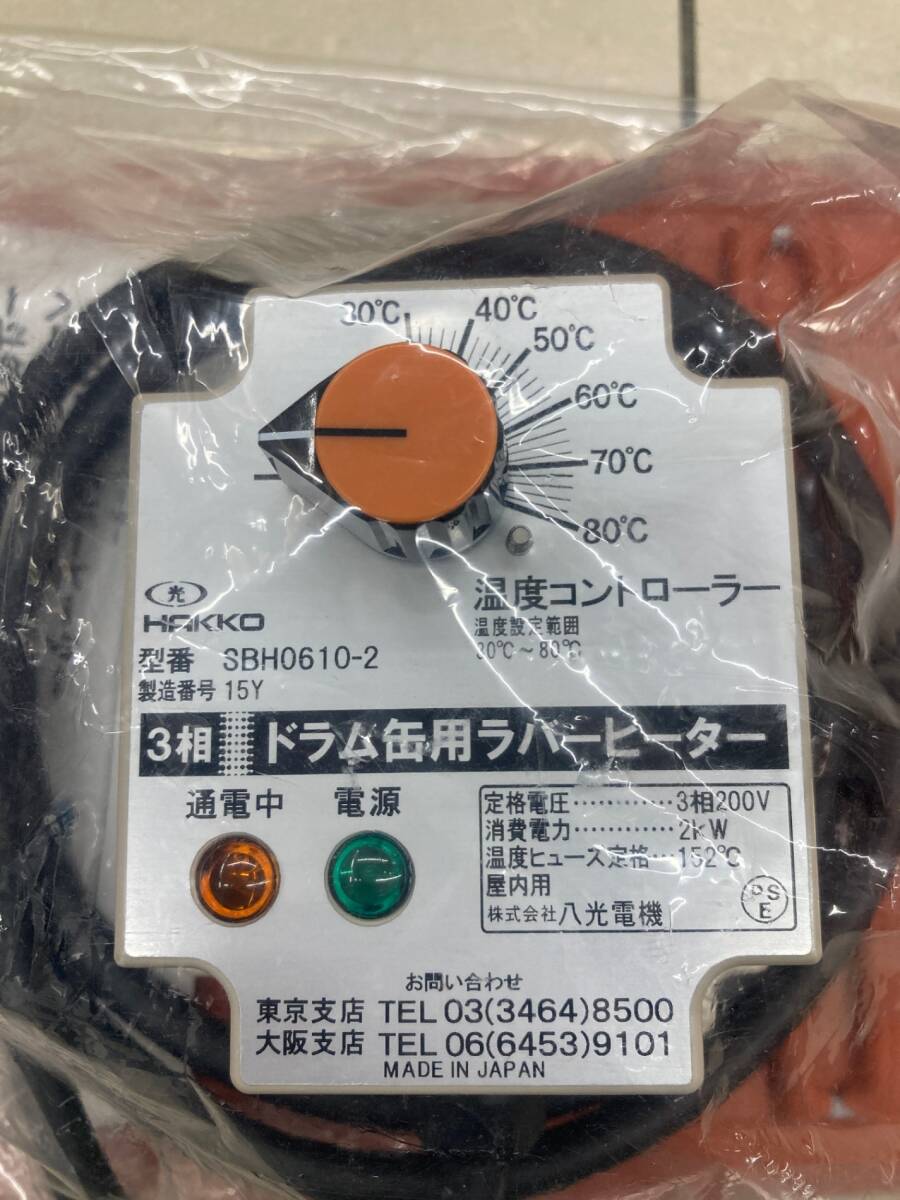 30℃
40℃
50℃
60℃
70℃
80℃
光
HAKKO
温度コントローラー
温度設定範囲
30℃～80℃
型番 SBH0610-2
製造番号 15Y
3相 ドラム缶用ラバーヒーター
通電中 電源
定格電圧…………3相200V
消費電力…………2kW
温度ヒューズ定格…152℃
屋内用
株式会社八光電機
PS
E
お問い合わせ
東京支店 TEL 03(3464)8500
大阪支店 TEL 06(6453)9101
MADE IN JAPAN